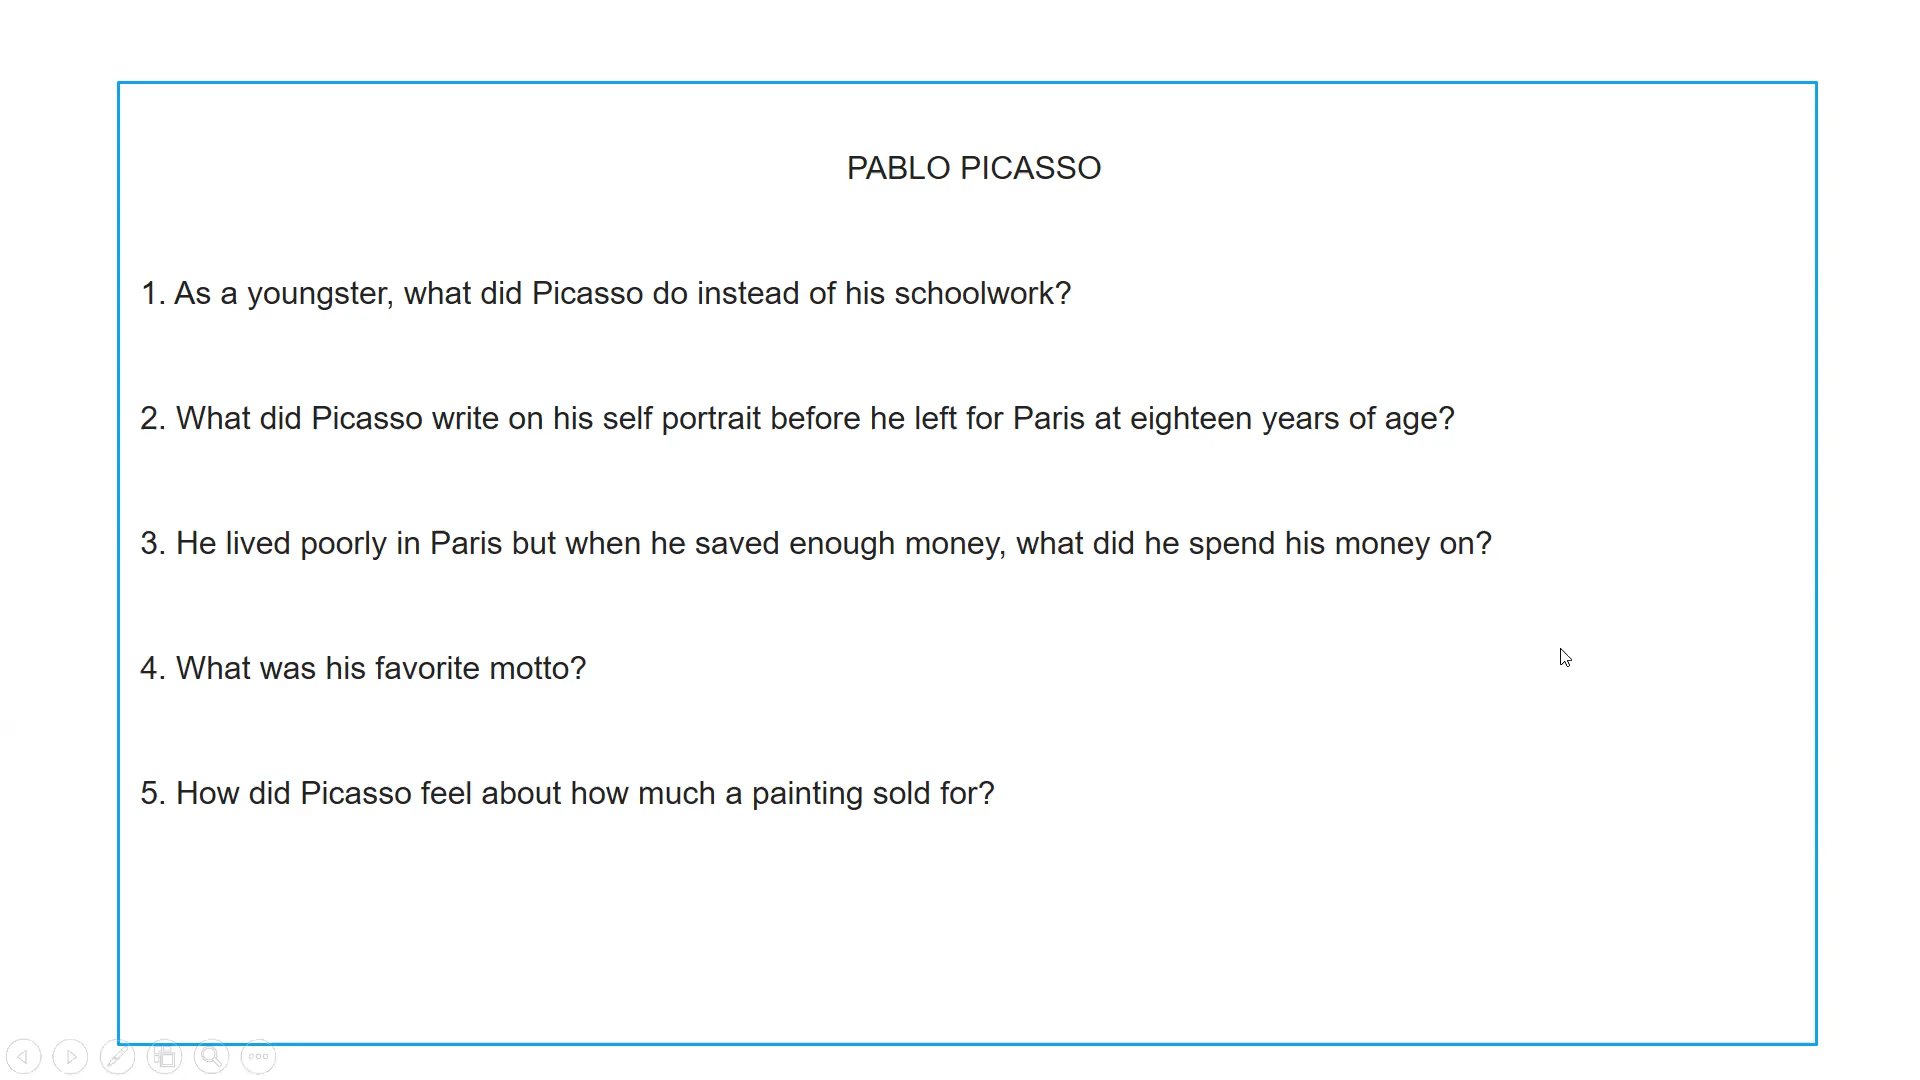 PABLO PICASSO
1. As a youngster, what did Picasso do instead of his schoolwork?
2. What did Picasso write on his self portrait before he left for Paris at eighteen years of age?
3. He lived poorly in Paris but when he saved enough money, what did he spend his money on?
4. What was his favorite motto?
5. How did Picasso feel about how much a painting sold for?